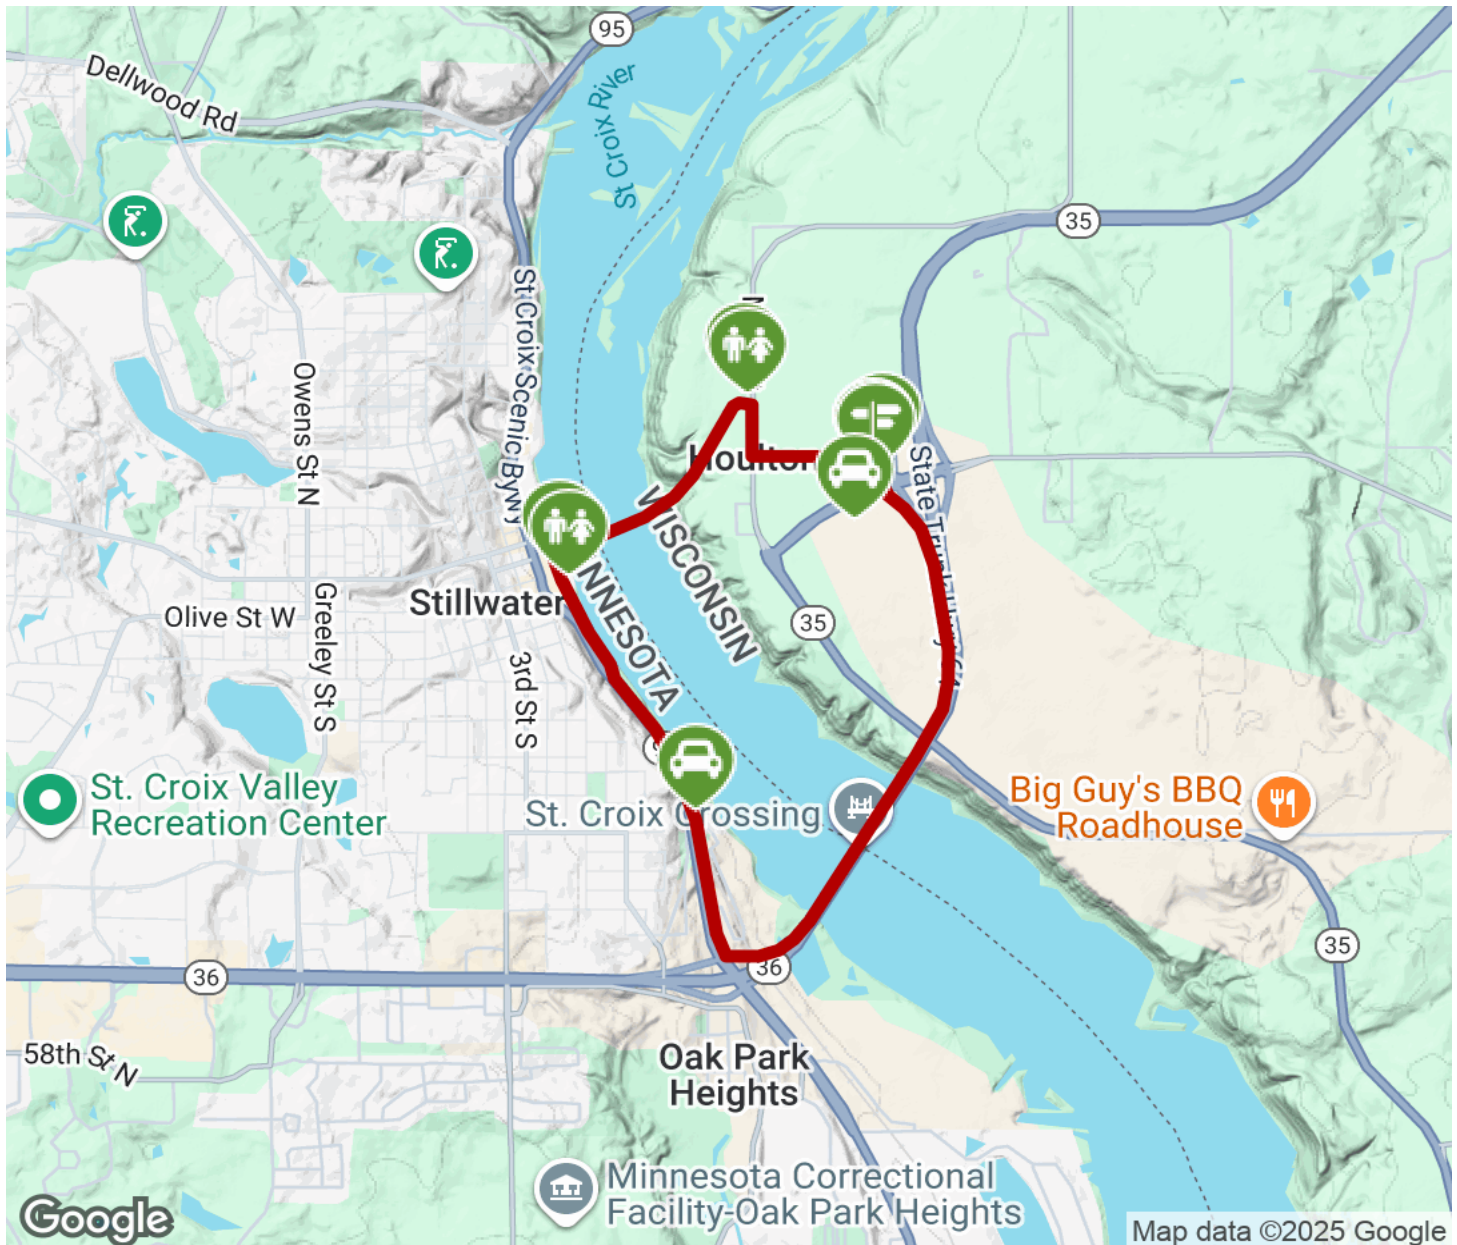 95
Dellwood Rd
St Croix River
35
St Croix Scenic Bywy
Owens St N
Houlton
WISCONSIN
Stillwater
Olive St W
Greeley St S
3rd St S
35
St. Croix Valley
Recreation Center
St. Croix Crossing
Big Guy's BBQ
Roadhouse
35
36
36
58th St N
Oak Park
Heights
Minnesota Correctional
Facility-Oak Park Heights
Google
Map data ©2025 Google